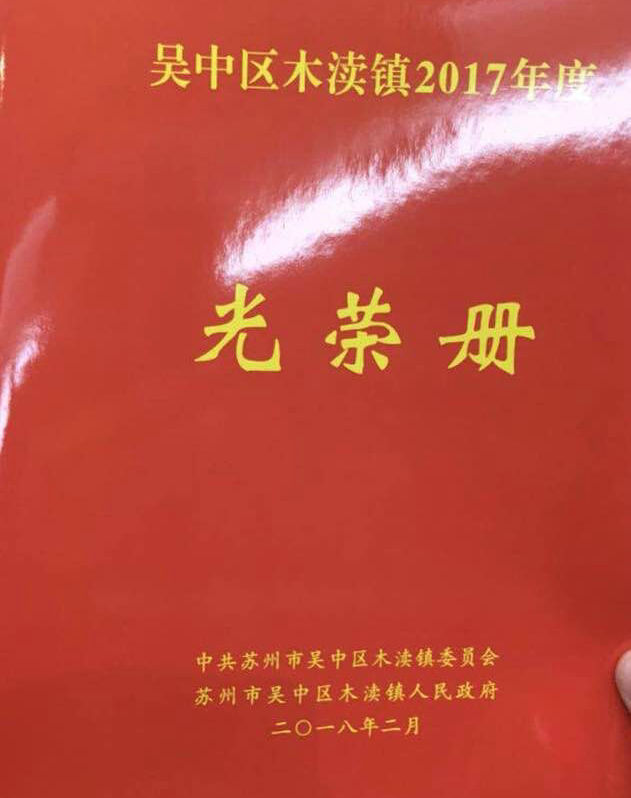 吴中区木渎镇2017年度
光荣册
中共苏州市吴中区木渎镇委员会
苏州市吴中区木渎镇人民政府
二〇一八年二月